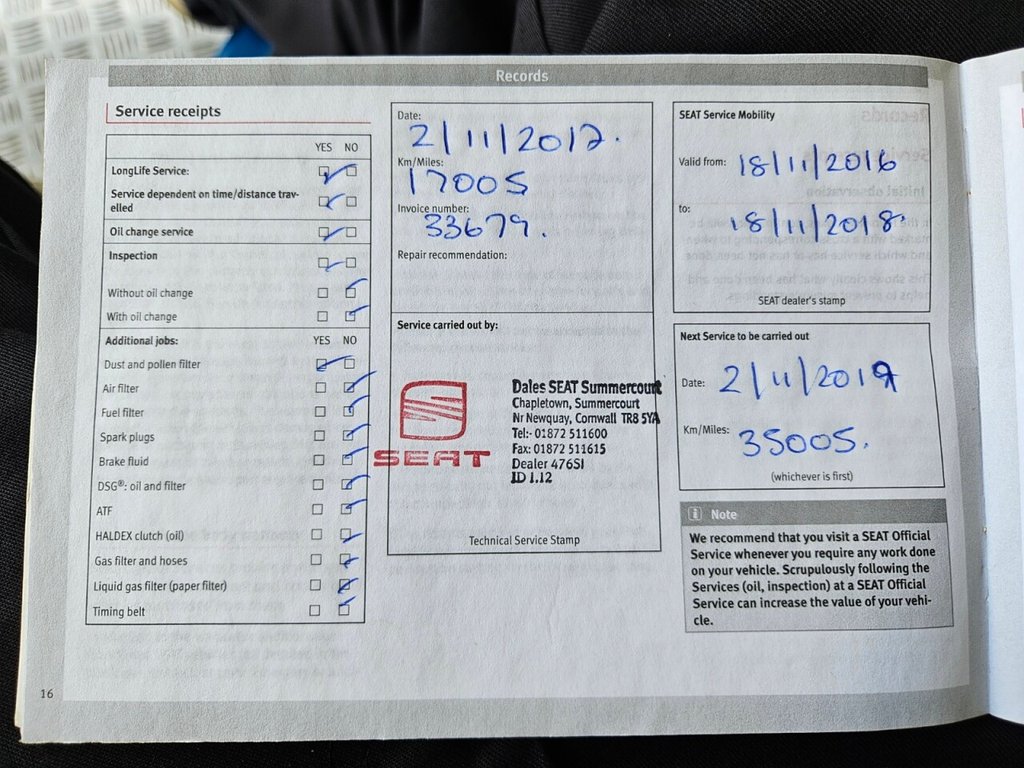 Records
Service receipts
YES NO
LongLife Service:
Service dependent on time/distance trav-
elled
Oil change service
Inspection
Without oil change
With oil change
Additional jobs: YES NO
Dust and pollen filter
Air filter
Fuel filter
Spark plugs
Brake fluid
DSG®: oil and filter
ATF
HALDEX clutch (oil)
Gas filter and hoses
Liquid gas filter (paper filter)
Timing belt
16
Date:
2/11/2017.
Km/Miles:
17005
Invoice number:
33679.
Repair recommendation:
Service carried out by:
SEAT
Dales SEAT Summercourt
Chapletown, Summercourt
Nr Newquay, Cornwall TR8 5YA
Tel:- 01872 511600
Fax: 01872 511615
Dealer 476SI
ID 1.12
Technical Service Stamp
SEAT Service Mobility
Valid from: 18/11/2016
to: 18/11/2018.
SEAT dealer's stamp
Next Service to be carried out
Date: 2/11/2019
Km/Miles: 35005.
(whichever is first)
i Note
We recommend that you visit a SEAT Official
Service whenever you require any work done
on your vehicle. Scrupulously following the
Services (oil, inspection) at a SEAT Official
Service can increase the value of your vehi-
cle.